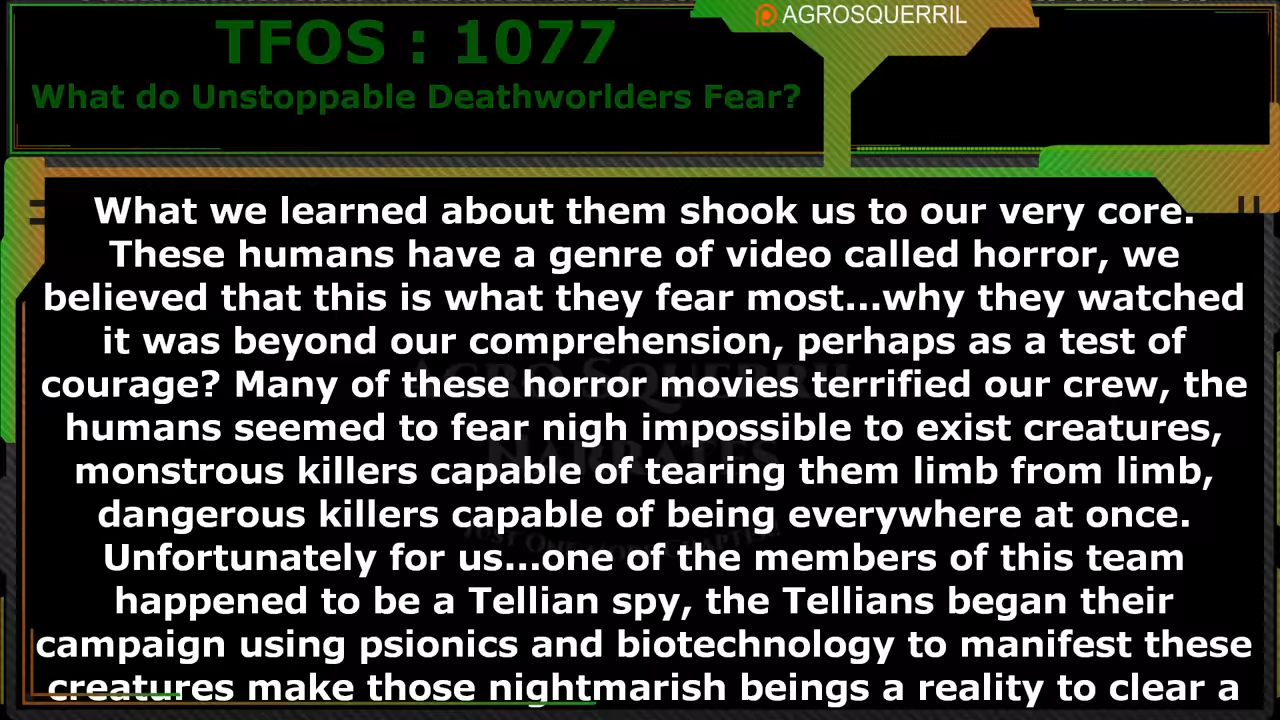 AGROSQUERRIL
TFOS : 1077
What do Unstoppable Deathworlders Fear?
What we learned about them shook us to our very core.
These humans have a genre of video called horror, we
believed that this is what they fear most...why they watched
it was beyond our comprehension, perhaps as a test of
courage? Many of these horror movies terrified our crew, the
humans seemed to fear nigh impossible to exist creatures,
monstrous killers capable of tearing them limb from limb,
dangerous killers capable of being everywhere at once.
Unfortunately for us...one of the members of this team
happened to be a Tellian spy, the Tellians began their
campaign using psionics and biotechnology to manifest these
creatures make those nightmarish beings a reality to clear a